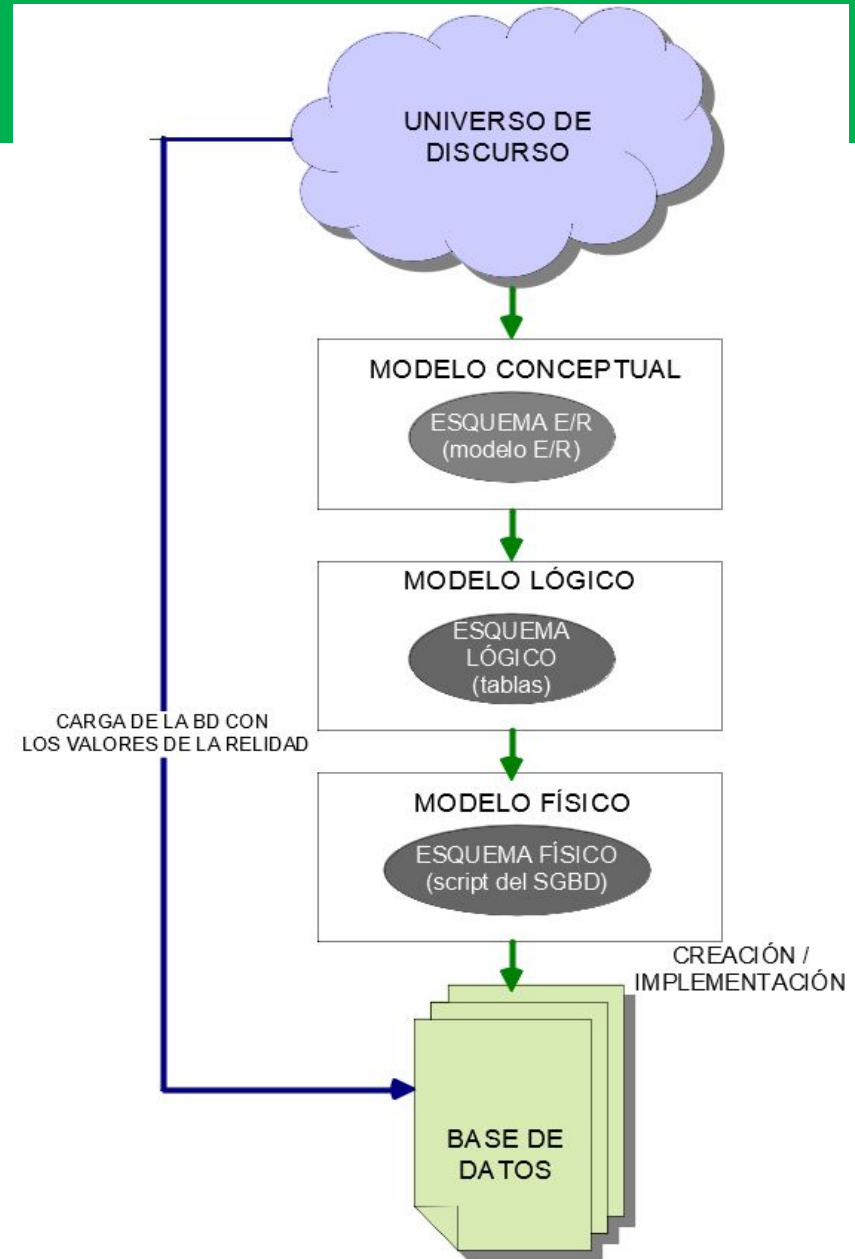 UNIVERSO DE
DISCURSO
MODELO CONCEPTUAL
ESQUEMA E/R
(modelo E/R)
MODELO LÓGICO
ESQUEMA
LÓGICO
(tablas)
CARGA DE LA BD CON
LOS VALORES DE LA RELIDAD
MODELO FÍSICO
ESQUEMA FÍSICO
(script del SGBD)
CREACIÓN /
IMPLEMENTACIÓN
BASE DE
DATOS